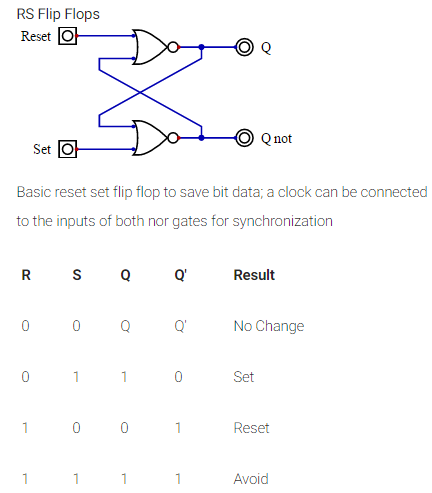 RS Flip Flops
Reset
Q
Set
Q not
Basic reset set flip flop to save bit data; a clock can be connected
to the inputs of both nor gates for synchronization
R S Q Q' Result
0 0 Q Q' No Change
0 1 1 0 Set
1 0 0 1 Reset
1 1 1 1 Avoid